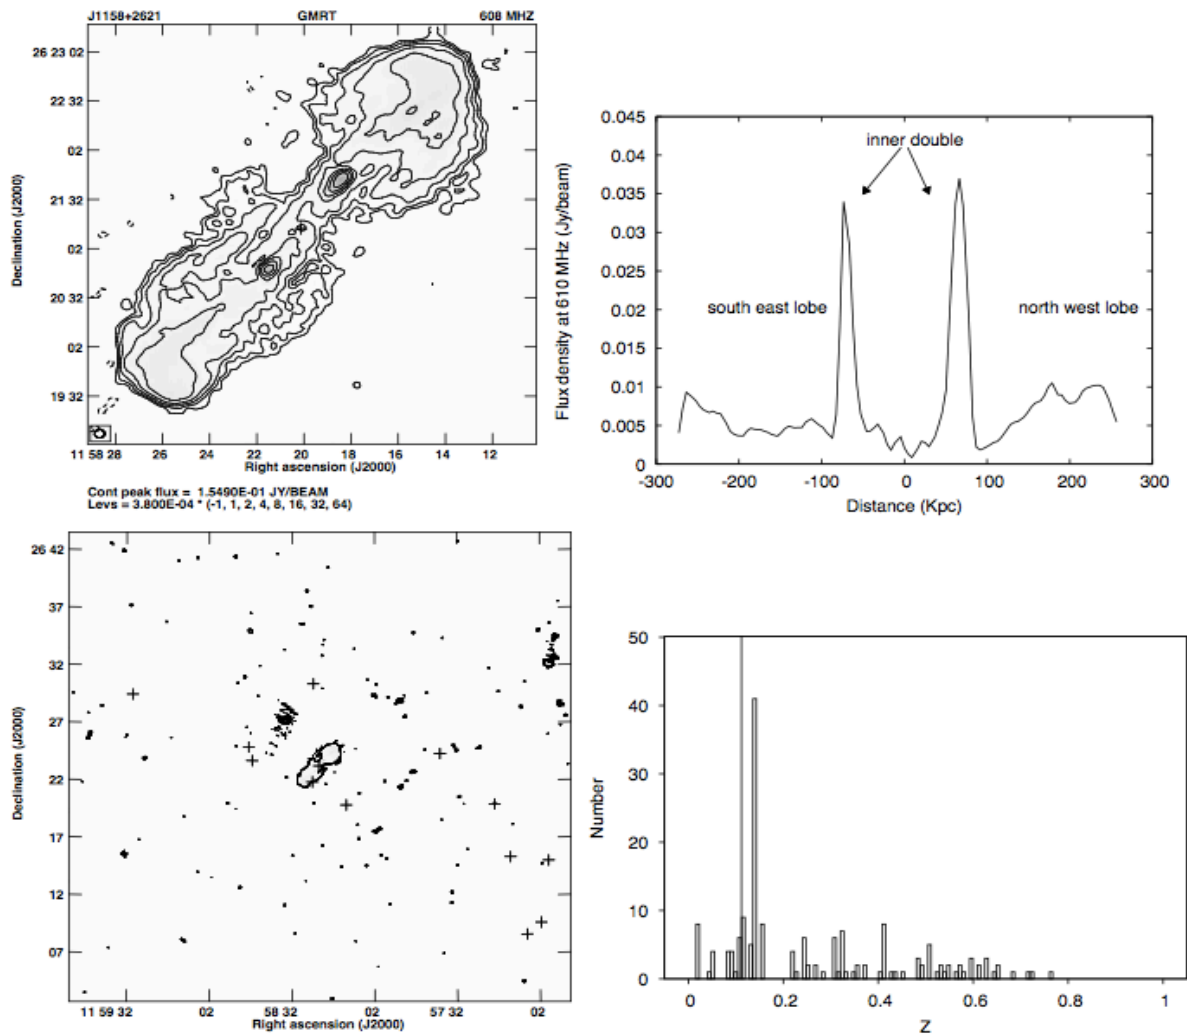 J1158+2621 GMRT 608 MHZ
26 23 02
22 32
02
21 32
02
20 32
02
19 32
Declination (J2000)
11 58 28 26 24 22 20 18 16 14 12
Right ascension (J2000)
Cont peak flux = 1.5490E-01 JY/BEAM
Levs = 3.800E-04 * (-1, 1, 2, 4, 8, 16, 32, 64)
0.045
0.04
0.035
0.03
0.025
0.02
0.015
0.01
0.005
0
Flux density at 610 MHz (Jy/beam)
inner double
south east lobe
north west lobe
-300 -200 -100 0 100 200 300
Distance (Kpc)
26 42
37
32
27
22
17
12
07
Declination (J2000)
11 59 32 02 58 32 02 57 32 02
Right ascension (J2000)
50
40
30
20
10
0
Number
0 0.2 0.4 0.6 0.8 1
Z